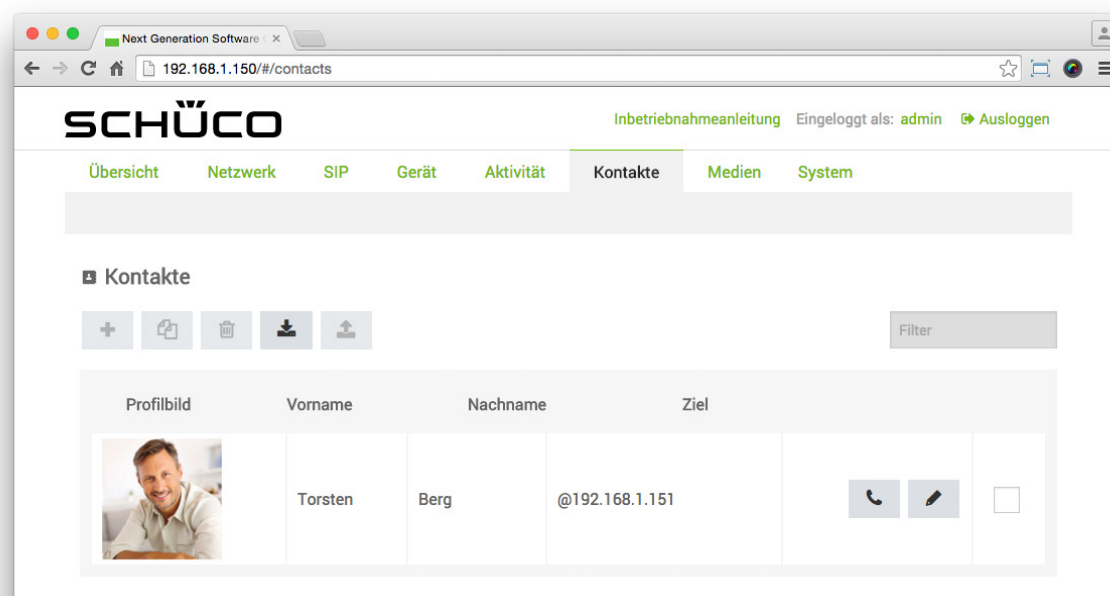 Next Generation Software
192.168.1.150/#/contacts
SCHÜCO
Inbetriebnahmeanleitung Eingeloggt als: admin Ausloggen
Übersicht Netzwerk SIP Gerät Aktivität Kontakte Medien System
Kontakte
Filter
Profilbild Vorname Nachname Ziel
Torsten Berg @192.168.1.151